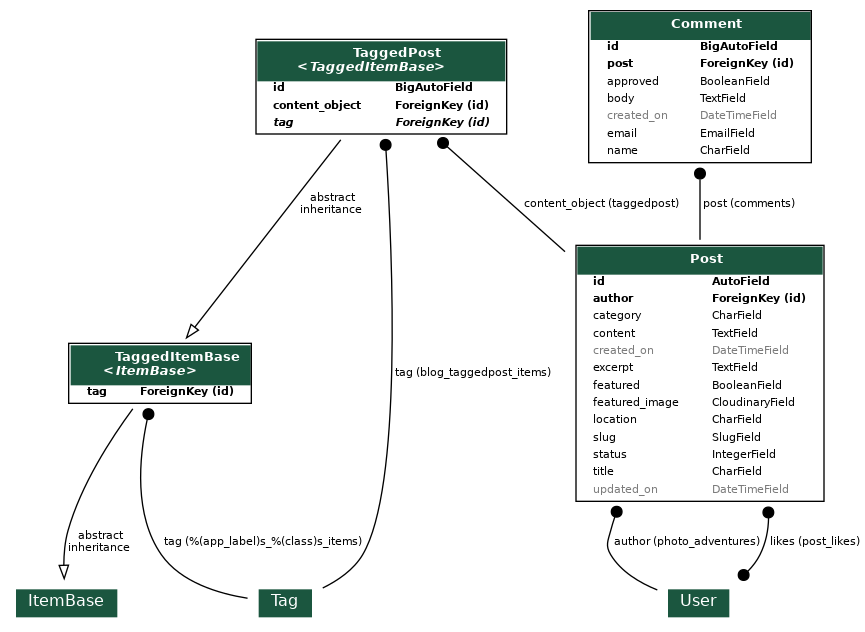 TaggedPost
<TaggedItemBase>
id BigAutoField
content_object ForeignKey (id)
tag ForeignKey (id)
Comment
id BigAutoField
post ForeignKey (id)
approved BooleanField
body TextField
created_on DateTimeField
email EmailField
name CharField
abstract
inheritance
content_object (taggedpost)
post (comments)
Post
id AutoField
author ForeignKey (id)
category CharField
content TextField
created_on DateTimeField
excerpt TextField
featured BooleanField
featured_image CloudinaryField
location CharField
slug SlugField
status IntegerField
title CharField
updated_on DateTimeField
TaggedItemBase
<ItemBase>
tag ForeignKey (id)
tag (blog_taggedpost_items)
abstract
inheritance
tag (%(app_label)s_%(class)s_items)
author (photo_adventures)
likes (post_likes)
ItemBase
Tag
User